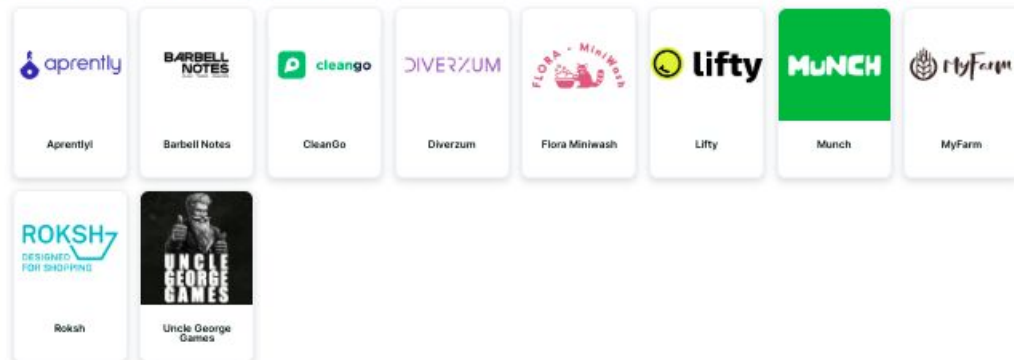 aprently
Aprentlyl
BARBELL
NOTES
Barbell Notes
cleango
CleanGo
DIVERZUM
Diverzum
FLORA - MiniWash
Flora Miniwash
lifty
Lifty
MUNCH
Munch
MyFarm
MyFarm
ROKSH
DESIGNED
FOR SHOPPING
Roksh
UNCLE
GEORGE
GAMES
Uncle George
Games